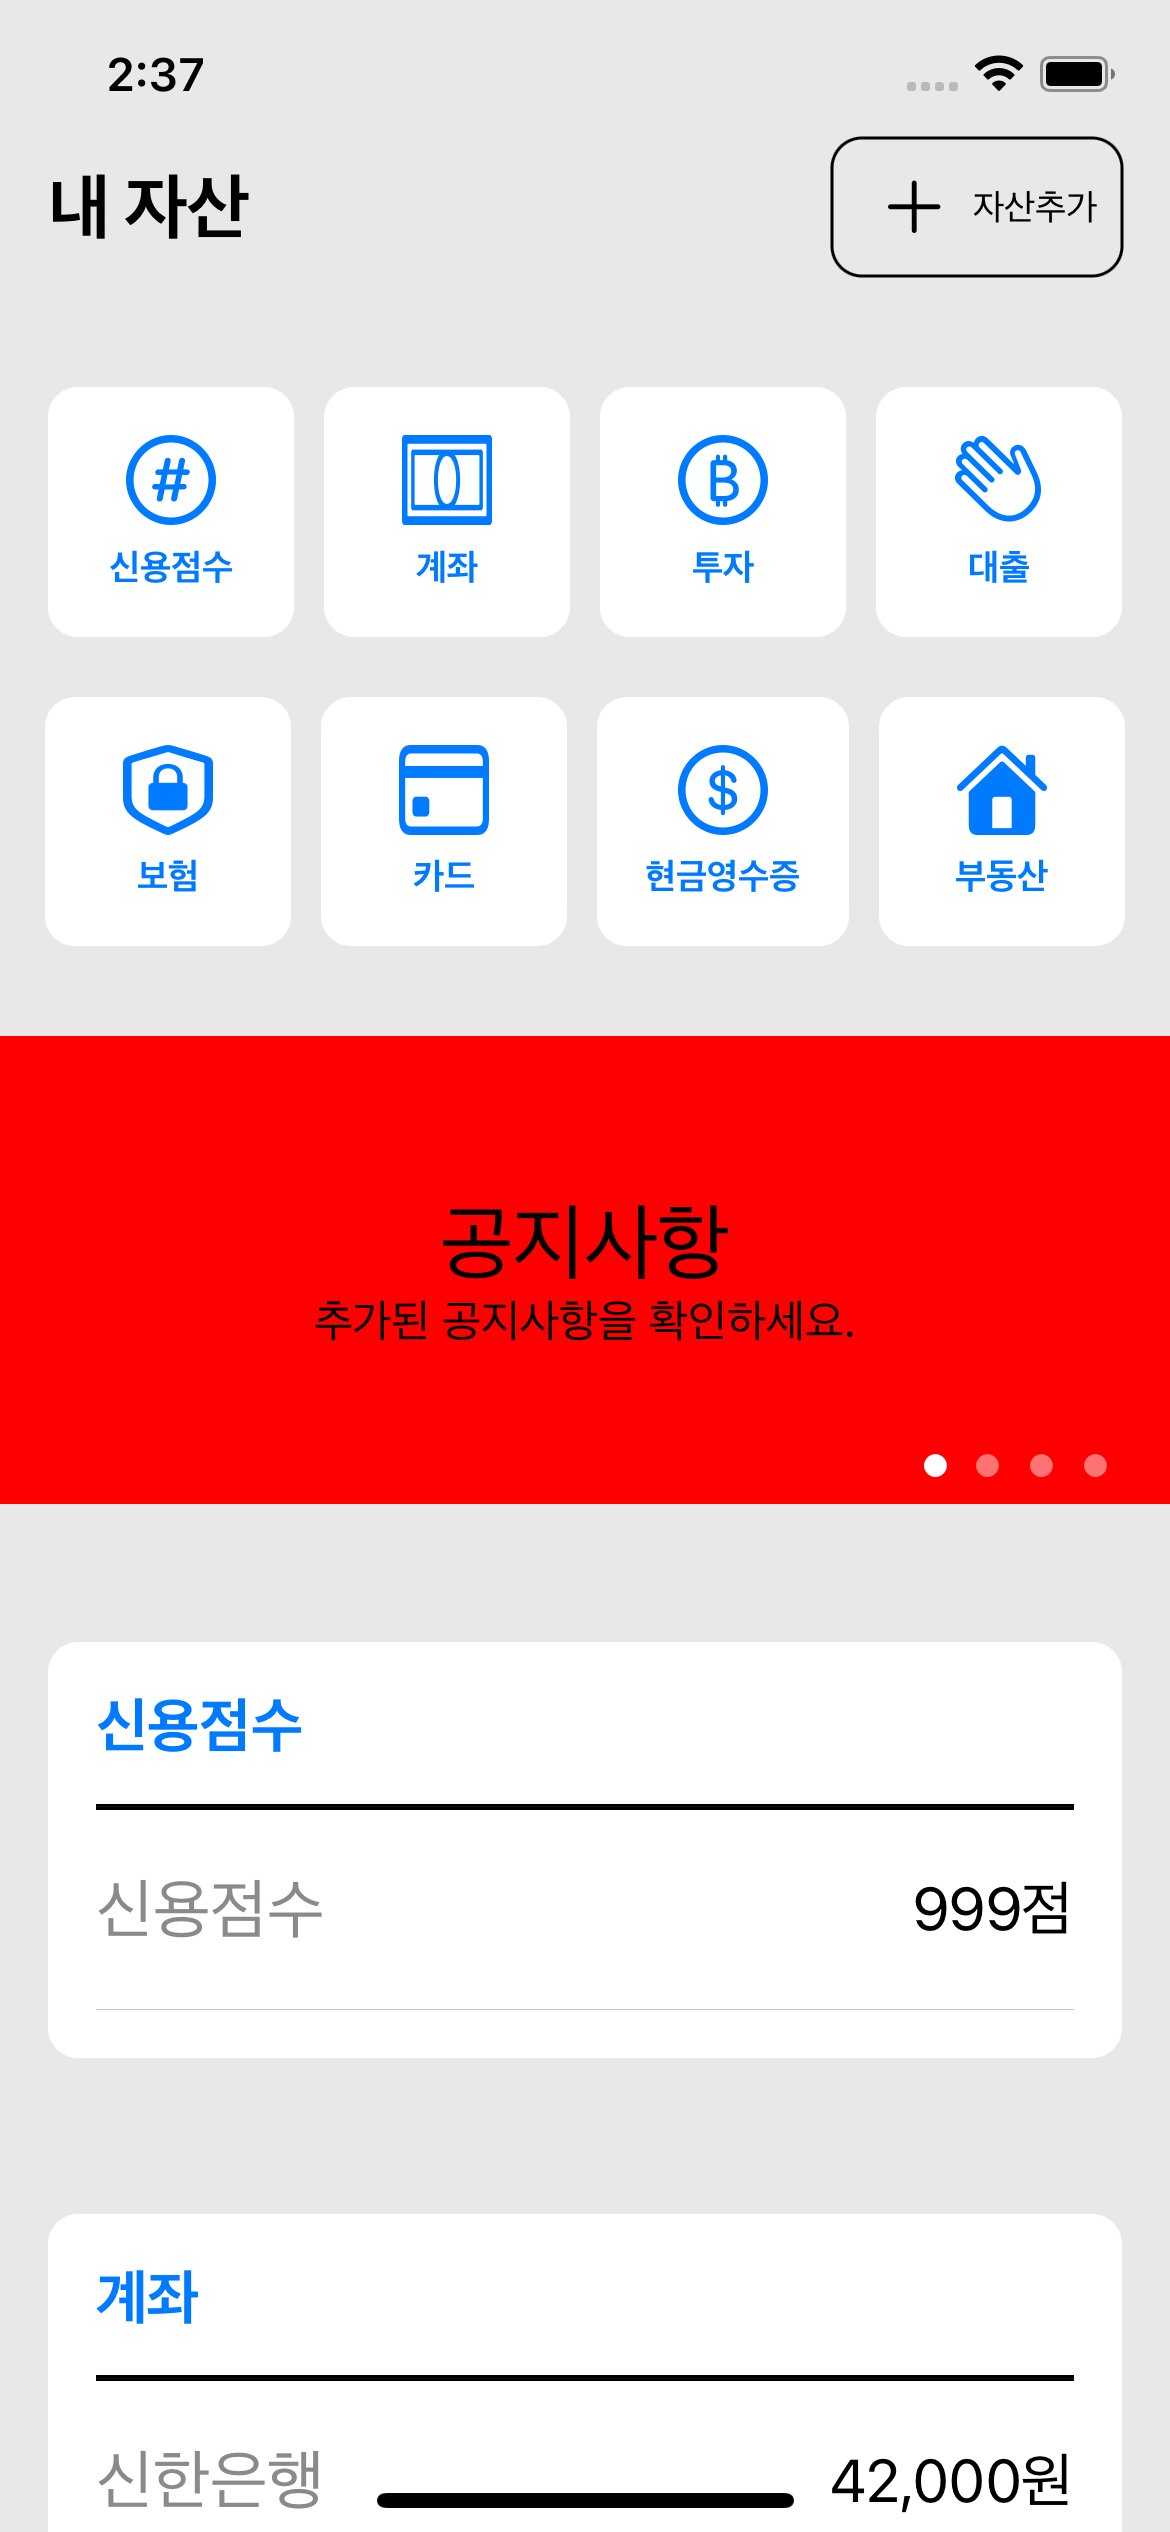 2:37
내 자산
자산추가
신용점수 계좌 투자 대출
보험 카드 현금영수증 부동산
공지사항
추가된 공지사항을 확인하세요.
신용점수
신용점수 999점
계좌
신한은행 42,000원